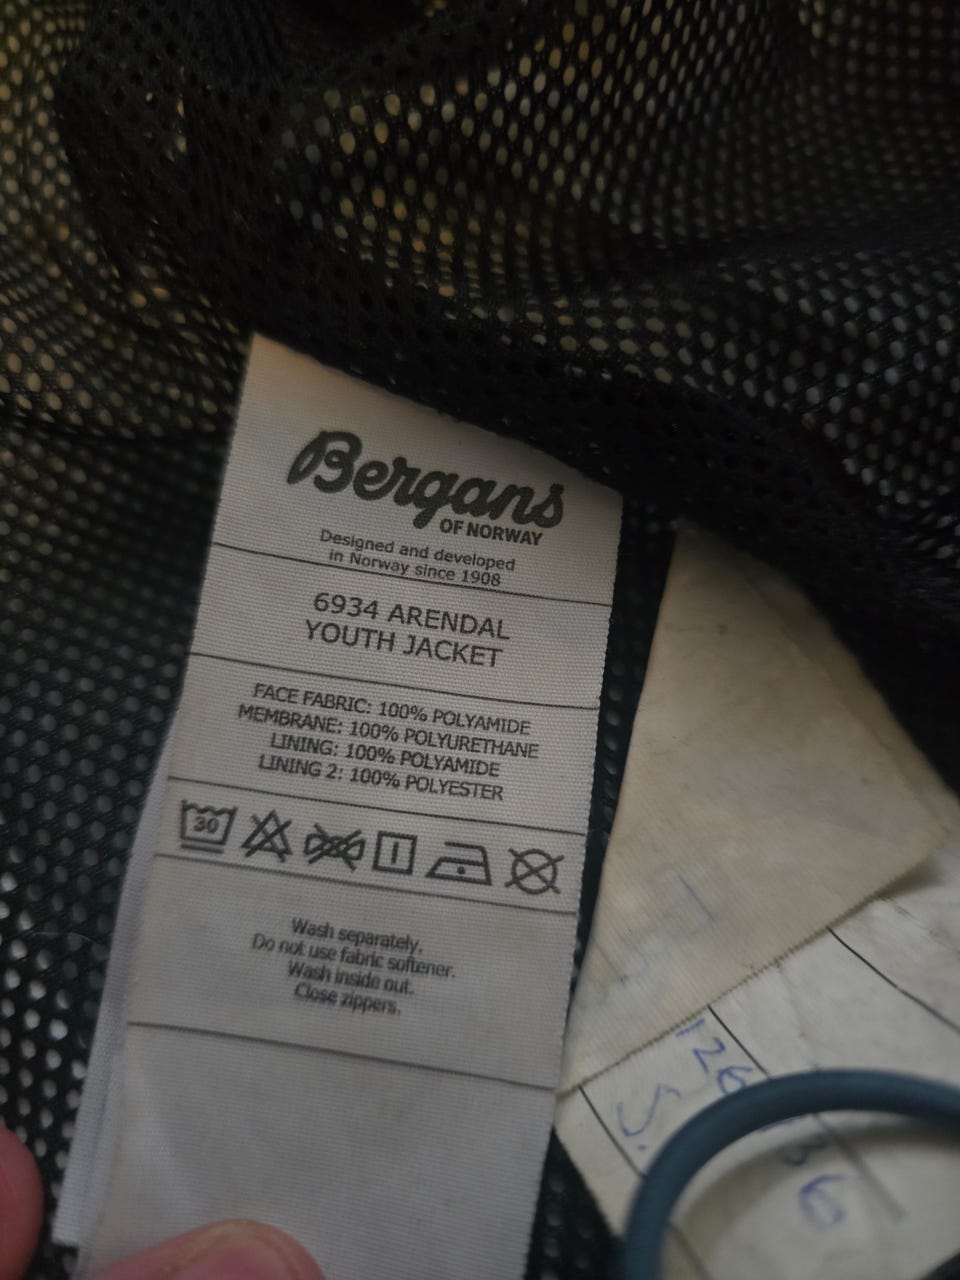 Bergans
OF NORWAY
Designed and developed
in Norway since 1908
6934 ARENDAL
YOUTH JACKET
FACE FABRIC: 100% POLYAMIDE
MEMBRANE: 100% POLYURETHANE
LINING: 100% POLYAMIDE
LINING 2: 100% POLYESTER
30
Wash separately.
Do not use fabric softener.
Wash inside out.
Close zippers.